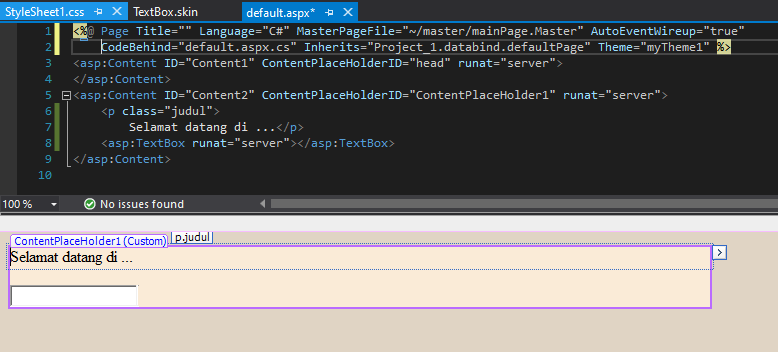 StyleSheet1.css TextBox.skin default.aspx*
1 <%@ Page Title="" Language="C#" MasterPageFile="~/master/mainPage.Master" AutoEventWireup="true"
2 CodeBehind="default.aspx.cs" Inherits="Project_1.databind.defaultPage" Theme="myTheme1" %>
3 <asp:Content ID="Content1" ContentPlaceHolderID="head" runat="server">
4 </asp:Content>
5 <asp:Content ID="Content2" ContentPlaceHolderID="ContentPlaceHolder1" runat="server">
6 <p class="judul">
7 Selamat datang di ...</p>
8 <asp:TextBox runat="server"></asp:TextBox>
9 </asp:Content>
10
100 % No issues found
ContentPlaceHolder1 (Custom) p.judul
Selamat datang di ...